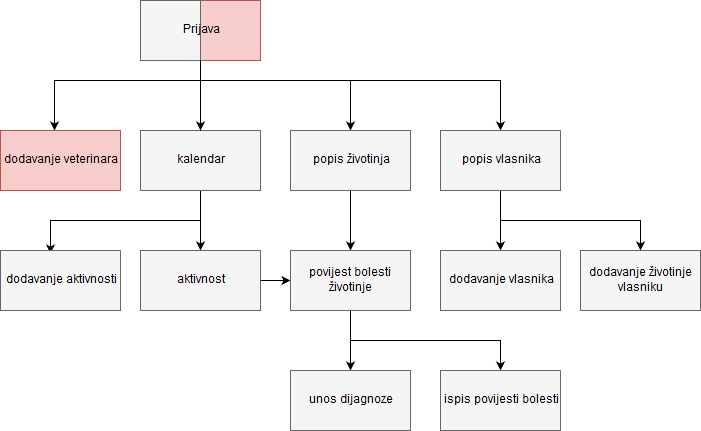 Prijava
dodavanje veterinara
kalendar
popis životinja
popis vlasnika
dodavanje aktivnosti
aktivnost
povijest bolesti
životinje
dodavanje vlasnika
dodavanje životinje
vlasniku
unos dijagnoze
ispis povijesti bolesti